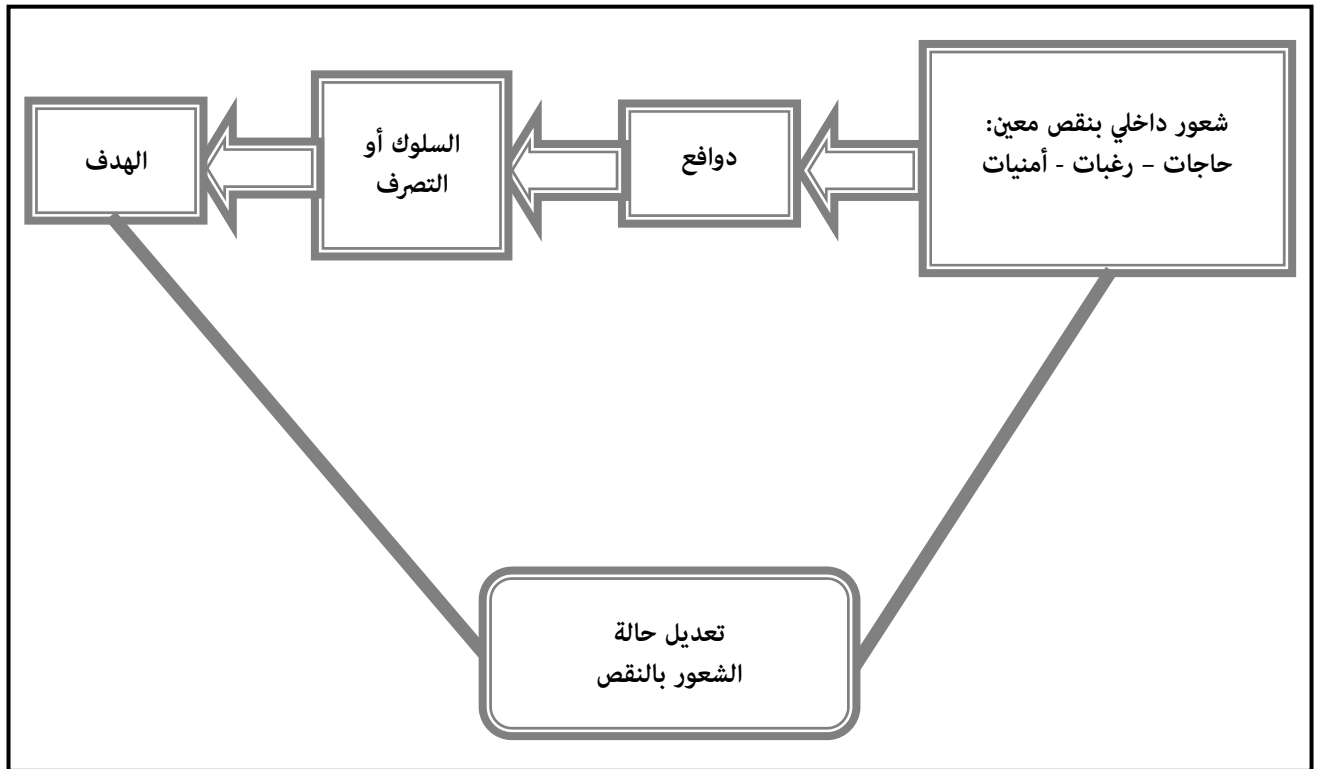 شعور داخلي بنقص معين:
حاجات – رغبات - أمنيات
دوافع
السلوك أو
التصرف
الهدف
تعديل حالة
الشعور بالنقص